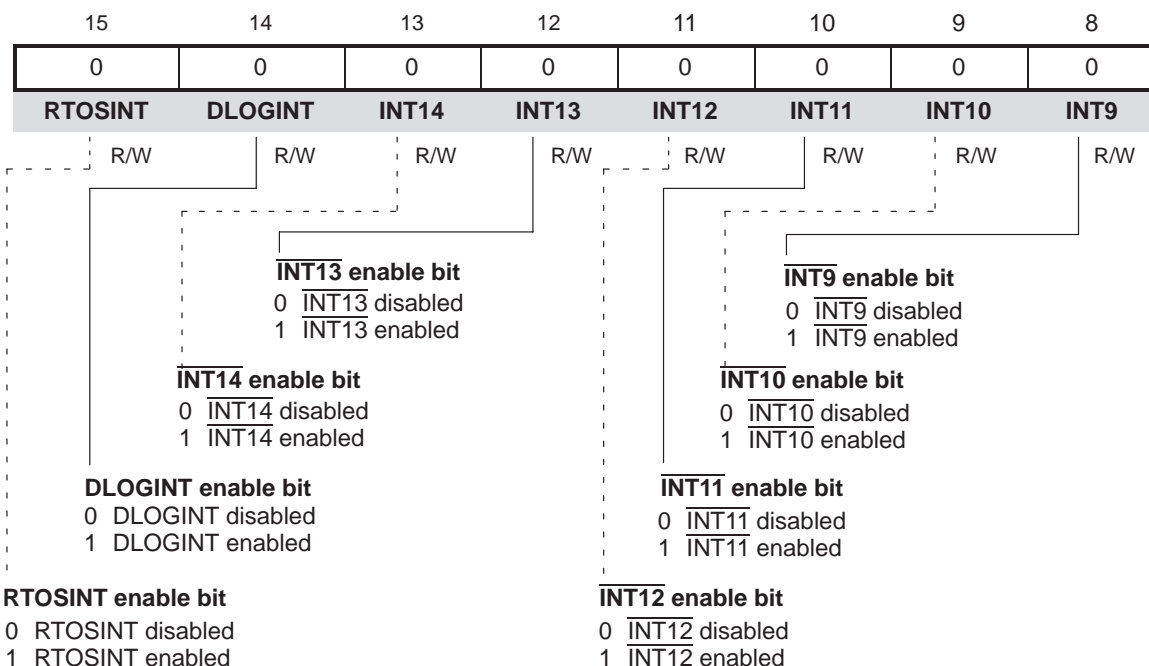 15 14 13 12 11 10 9 8
0 0 0 0 0 0 0 0
RTOSINT DLOGINT INT14 INT13 INT12 INT11 INT10 INT9
R/W R/W R/W R/W R/W R/W R/W R/W
INT13 enable bit
0 INT13 disabled
1 INT13 enabled
INT9 enable bit
0 INT9 disabled
1 INT9 enabled
INT14 enable bit
0 INT14 disabled
1 INT14 enabled
INT10 enable bit
0 INT10 disabled
1 INT10 enabled
DLOGINT enable bit
0 DLOGINT disabled
1 DLOGINT enabled
INT11 enable bit
0 INT11 disabled
1 INT11 enabled
RTOSINT enable bit
0 RTOSINT disabled
1 RTOSINT enabled
INT12 enable bit
0 INT12 disabled
1 INT12 enabled